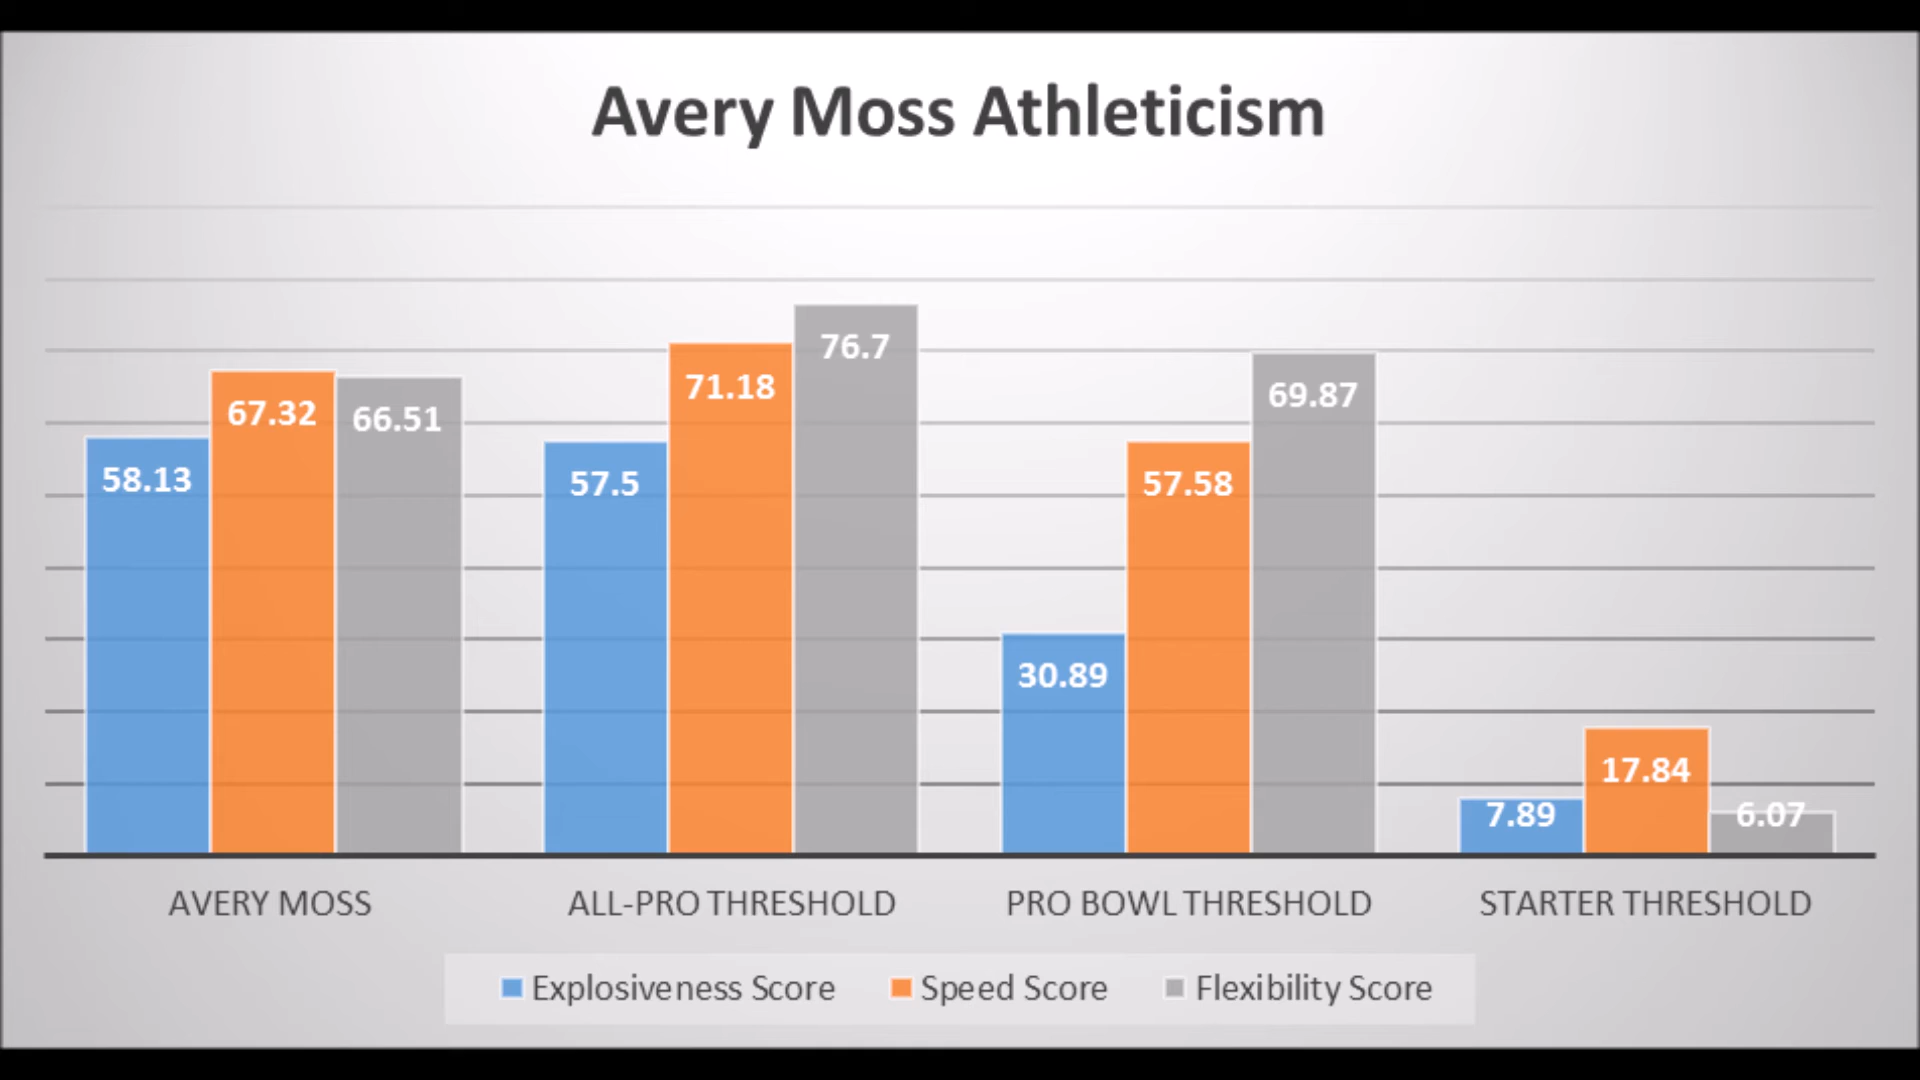 Avery Moss Athleticism
58.13 67.32 66.51 57.5 71.18 76.7 30.89 57.58 69.87 7.89 17.84 6.07
AVERY MOSS ALL-PRO THRESHOLD PRO BOWL THRESHOLD STARTER THRESHOLD
Explosiveness Score Speed Score Flexibility Score